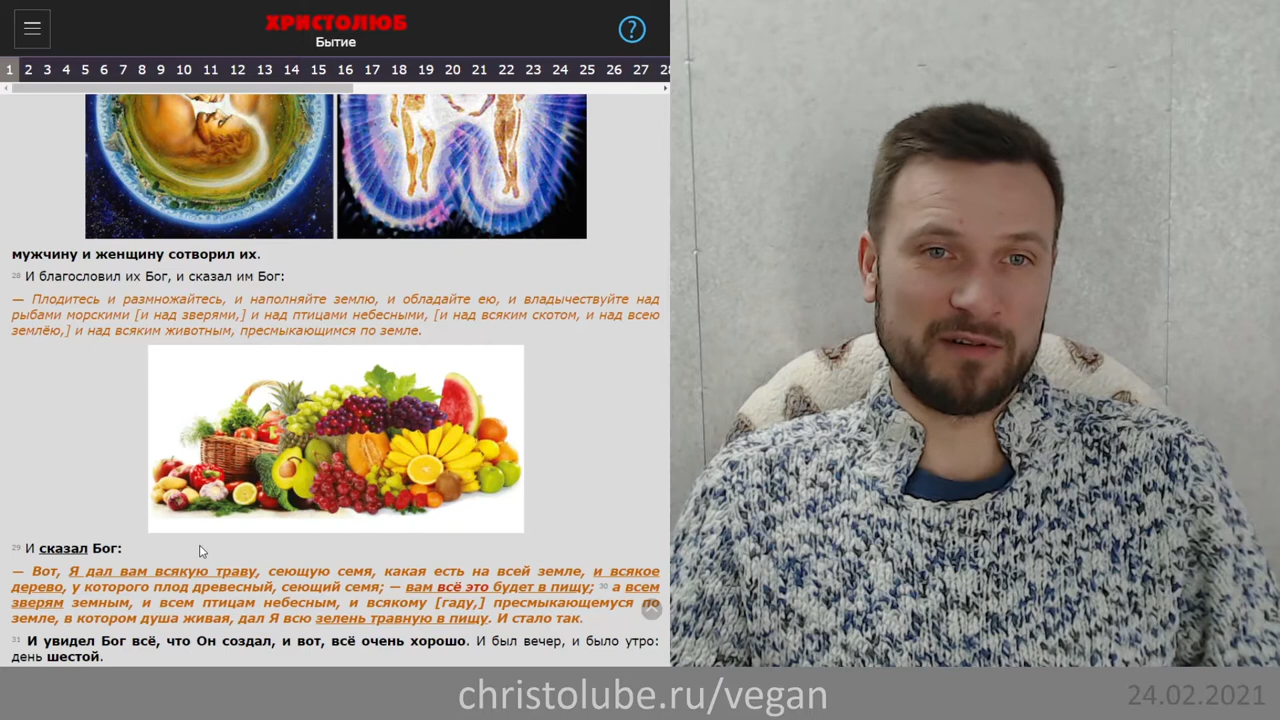 ХРИСТОЛЮБ
Бытие
?
1 2 3 4 5 6 7 8 9 10 11 12 13 14 15 16 17 18 19 20 21 22 23 24 25 26 27
мужчину и женщину сотворил их.
28 И благословил их Бог, и сказал им Бог:
— Плодитесь и размножайтесь, и наполняйте землю, и обладайте ею, и владычествуйте над
рыбами морскими [и над зверями,] и над птицами небесными, [и над всяким скотом, и над всею
землёю,] и над всяким животным, пресмыкающимся по земле.
29 И сказал Бог:
— Вот, Я дал вам всякую траву, сеющую семя, какая есть на всей земле, и всякое
дерево, у которого плод древесный, сеющий семя; — вам всё это будет в пищу; 30 а всем
зверям земным, и всем птицам небесным, и всякому [гаду,] пресмыкающемуся по
земле, в котором душа живая, дал Я всю зелень травную в пищу. И стало так.
31 И увидел Бог всё, что Он создал, и вот, всё очень хорошо. И был вечер, и было утро:
день шестой.
christolube.ru/vegan
24.02.2021